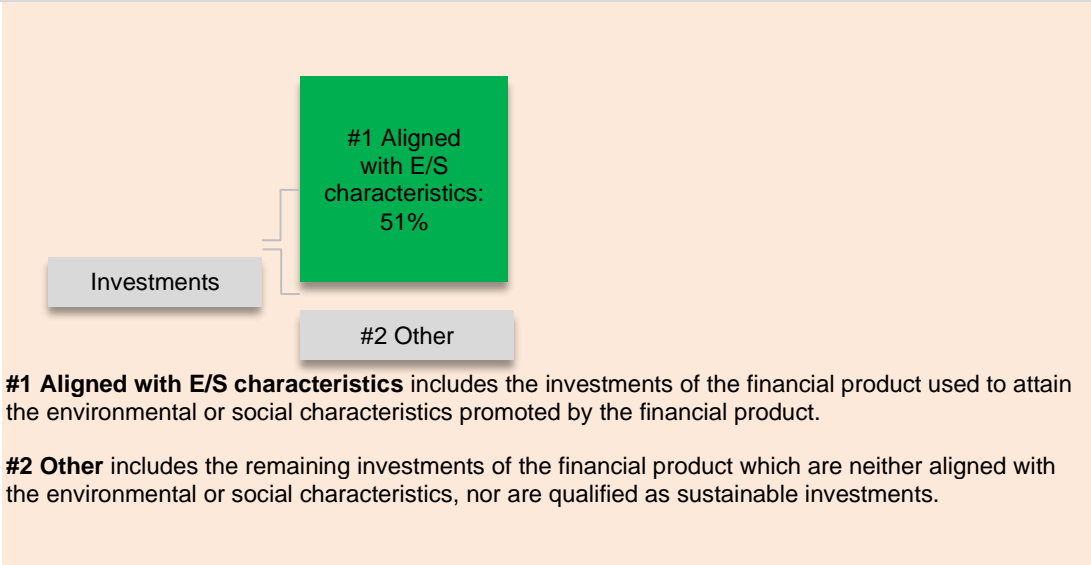 #1 Aligned
with E/S
characteristics:
51%
Investments
#2 Other
#1 Aligned with E/S characteristics includes the investments of the financial product used to attain
the environmental or social characteristics promoted by the financial product.
#2 Other includes the remaining investments of the financial product which are neither aligned with
the environmental or social characteristics, nor are qualified as sustainable investments.